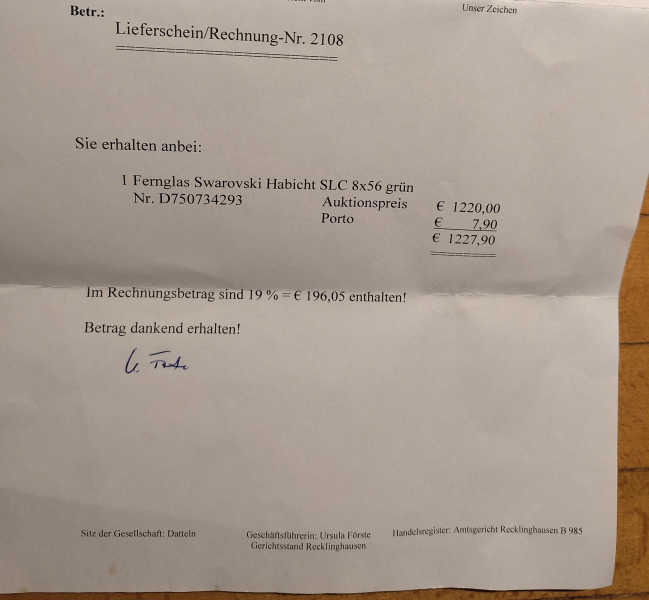 Unser Zeichen
Betr.:
Lieferschein/Rechnung-Nr. 2108
Sie erhalten anbei:
1 Fernglas Swarovski Habicht SLC 8x56 grün
Nr. D750734293 Auktionspreis € 1220,00
Porto € 7,90
€ 1227,90
Im Rechnungsbetrag sind 19 % = € 196,05 enthalten!
Betrag dankend erhalten!
Sitz der Gesellschaft: Datteln
Geschäftsführerin: Ursula Förste
Gerichtsstand Recklinghausen
Handelsregister: Amtsgericht Recklinghausen B 985